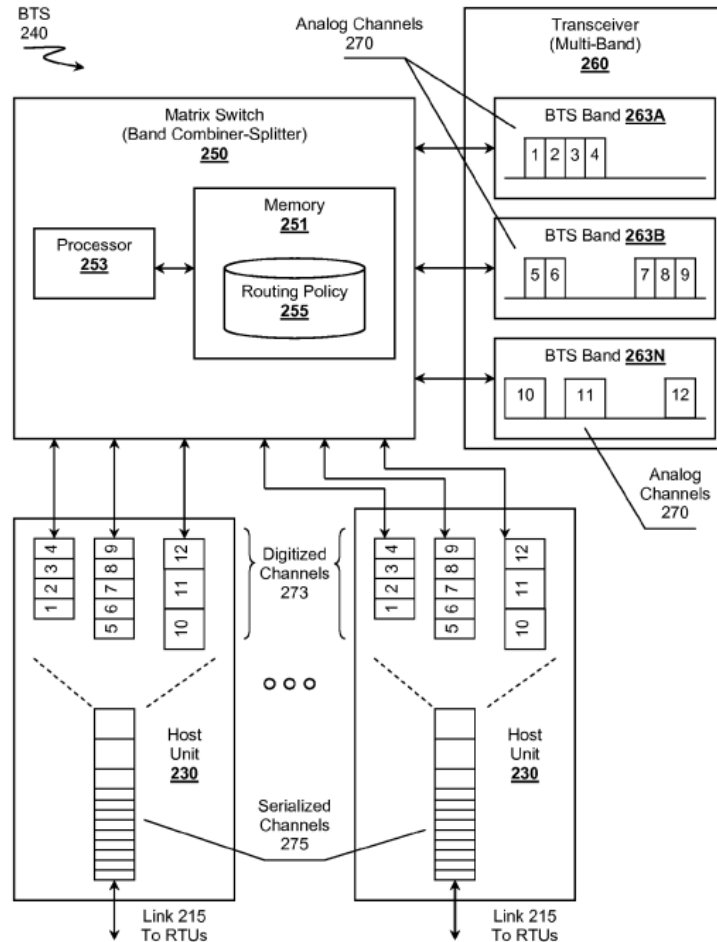 BTS
240
Analog
Channels
270
Transceiver
(Multi-Band)
260
Matrix Switch
(Band Combiner-Splitter)
250
Memory
251
Processor
253
Routing Policy
255
BTS Band 263A
1 2 3 4
BTS Band 263B
5 6 7 8 9
BTS Band 263N
10 11 12
Analog
Channels
270
1 2 3 4
5 6 7 8 9
10 11 12
Digitized
Channels
273
1 2 3 4
5 6 7 8 9
10 11 12
Host
Unit
230
Serialized
Channels
275
Host
Unit
230
Link 215
To RTUs
Link 215
To RTUs